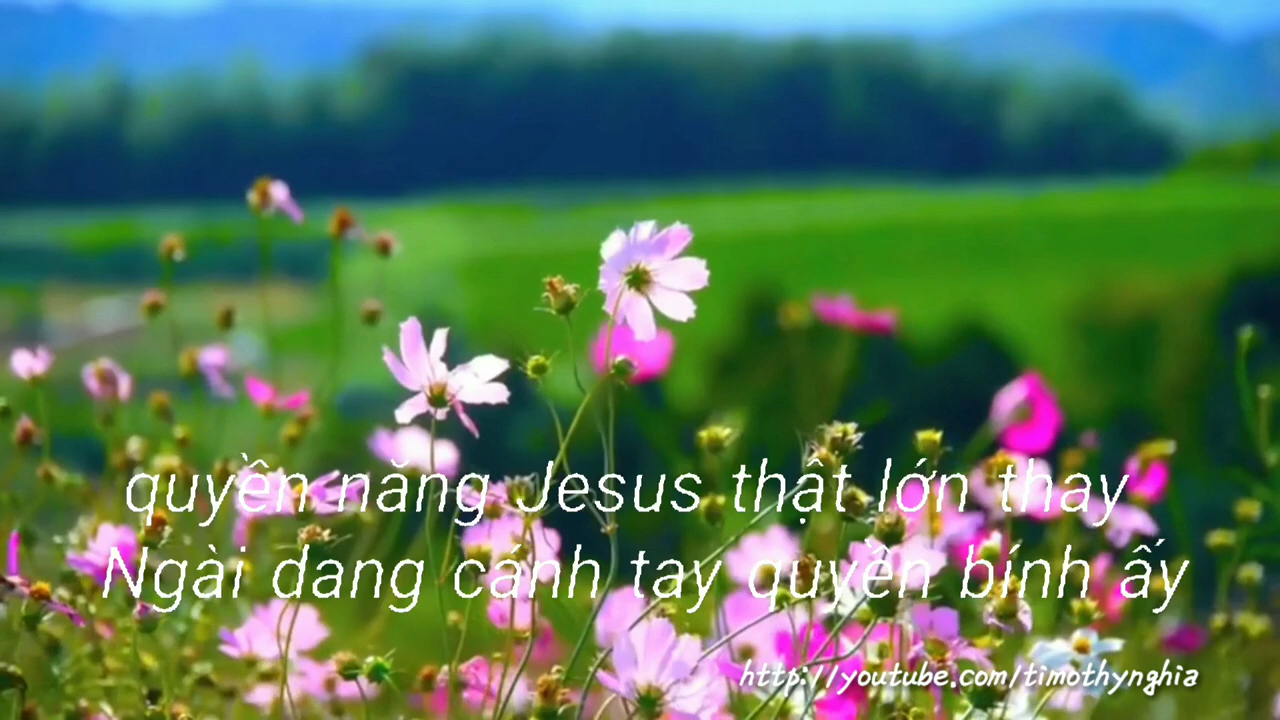 quyền năng Jesus thật lớn thay
Ngài dang cánh tay quyền bính ấy
http://youtube.com/timothynghia